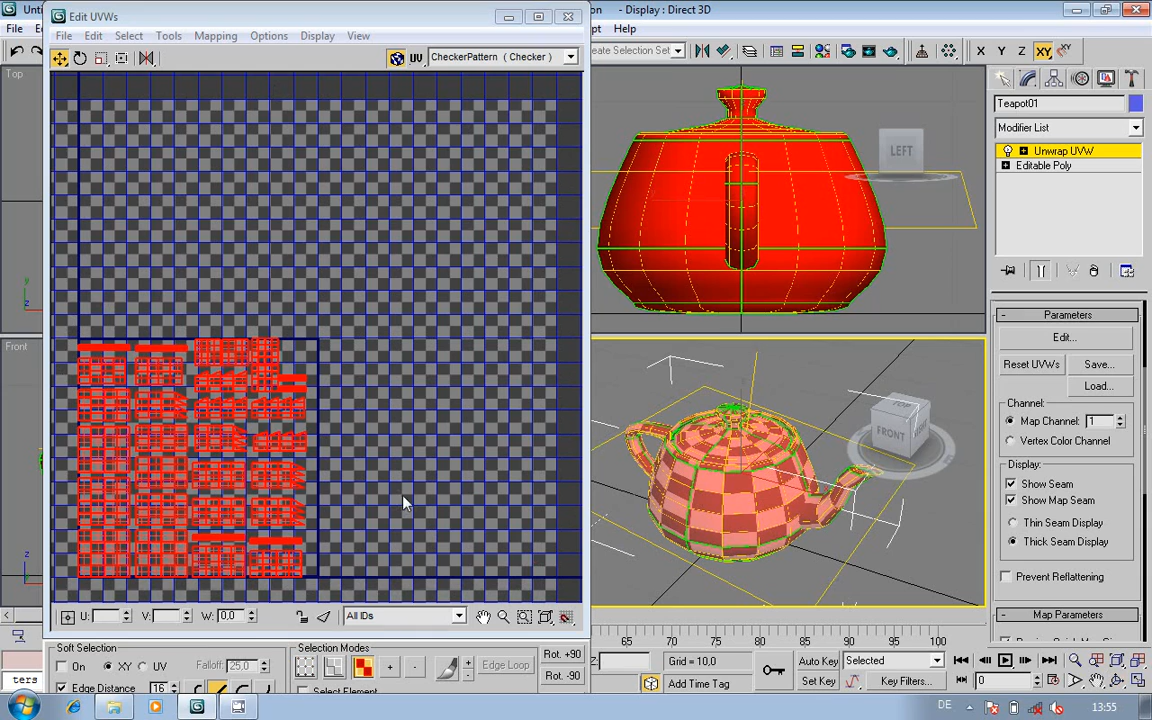 Edit UVWs
File Edit Select Tools Mapping Options Display View
UV CheckerPattern ( Checker )
U: V: W: 0,0 All IDs
Soft Selection
On XY UV Falloff: 25,0
Edge Distance 16
Selection Modes
+ - Edge Loop
Select Element
Rot. +90
Rot. -90
Display : Direct 3D
Help
X Y Z XY
Top
Front
LEFT
FRONT
TOP
Teapot01
Modifier List
Unwrap UVW
Editable Poly
- Parameters
Edit...
Reset UVWs Save...
Load...
Channel:
Map Channel: 1
Vertex Color Channel
Display:
Show Seam
Show Map Seam
Thin Seam Display
Thick Seam Display
Prevent Reflattening
- Map Parameters
65 70 75 80 85 90 95 100
Z: Grid = 10,0
Add Time Tag
Auto Key Selected
Set Key Key Filters... 0
ters
DE 13:55